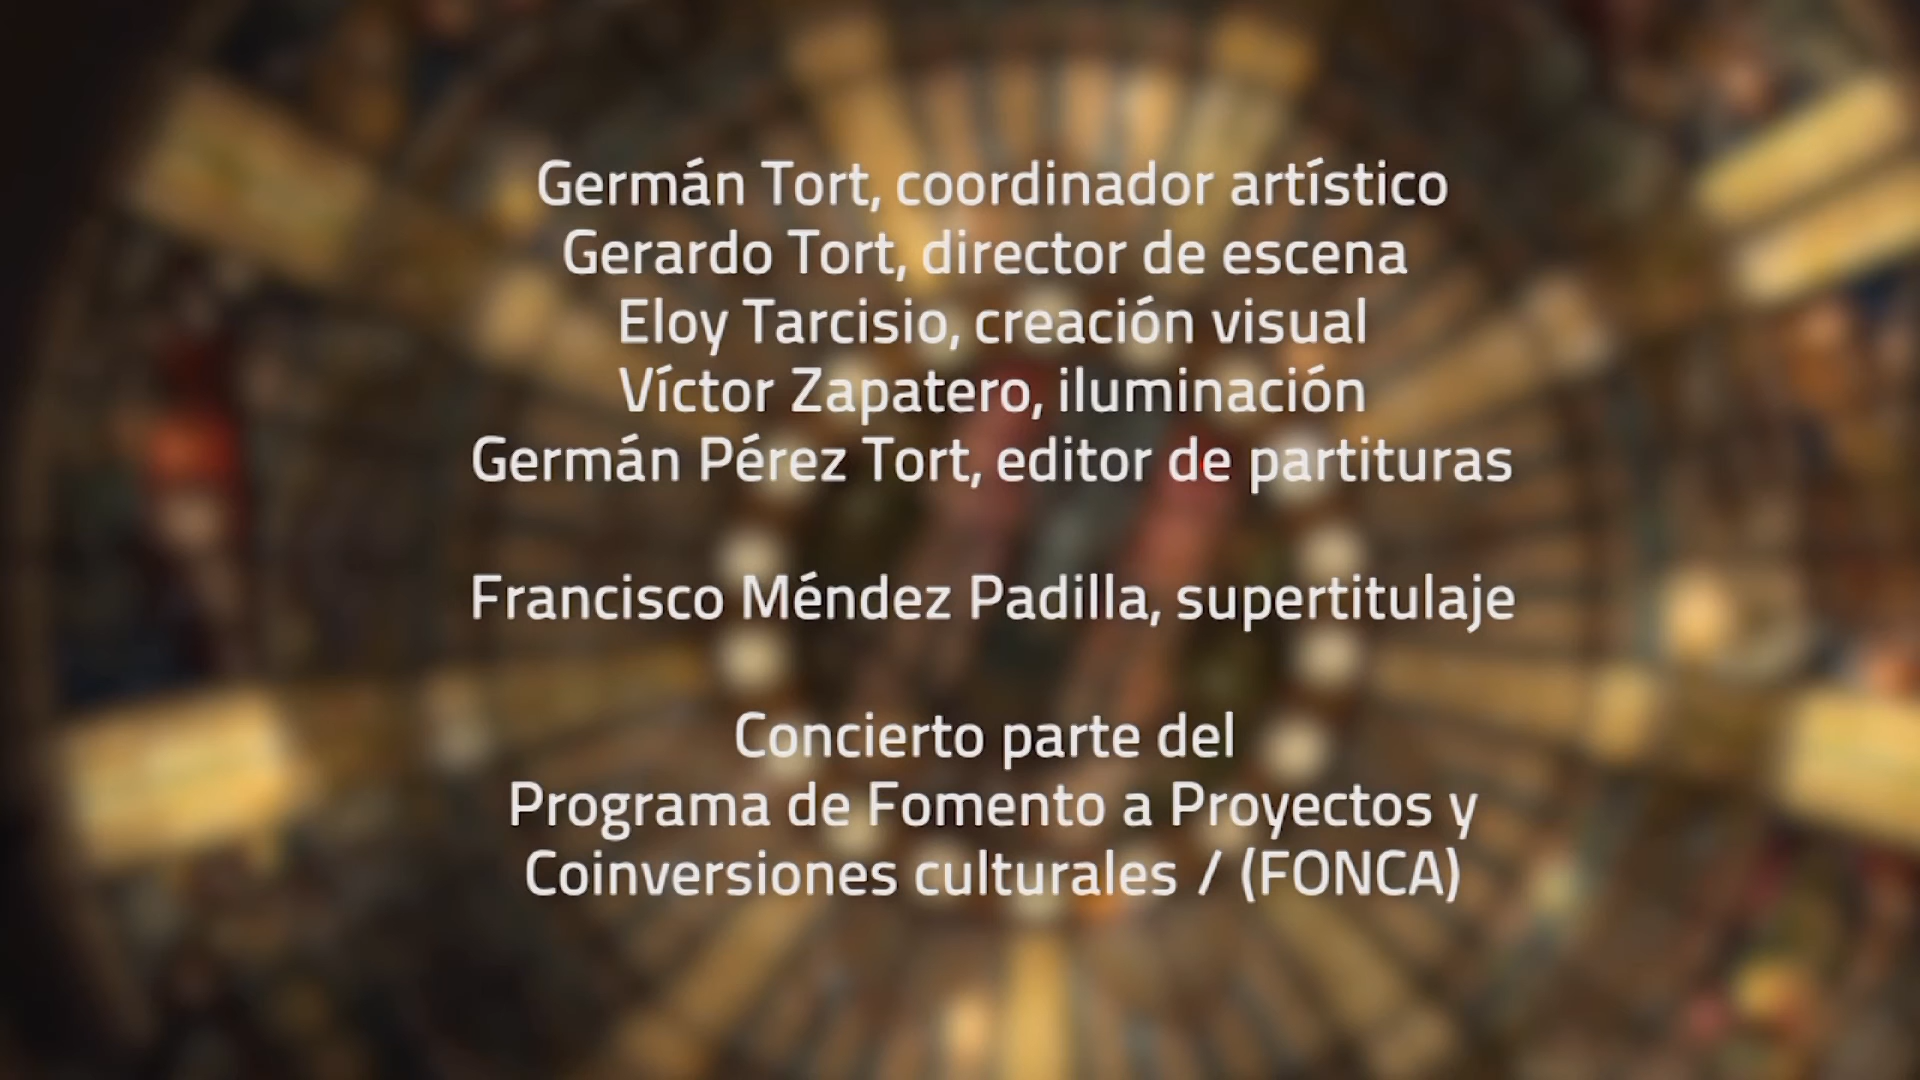 Germán Tort, coordinador artístico
Gerardo Tort, director de escena
Eloy Tarcisio, creación visual
Víctor Zapatero, iluminación
Germán Pérez Tort, editor de partituras
Francisco Méndez Padilla, supertitulaje
Concierto parte del
Programa de Fomento a Proyectos y
Coinversiones culturales / (FONCA)